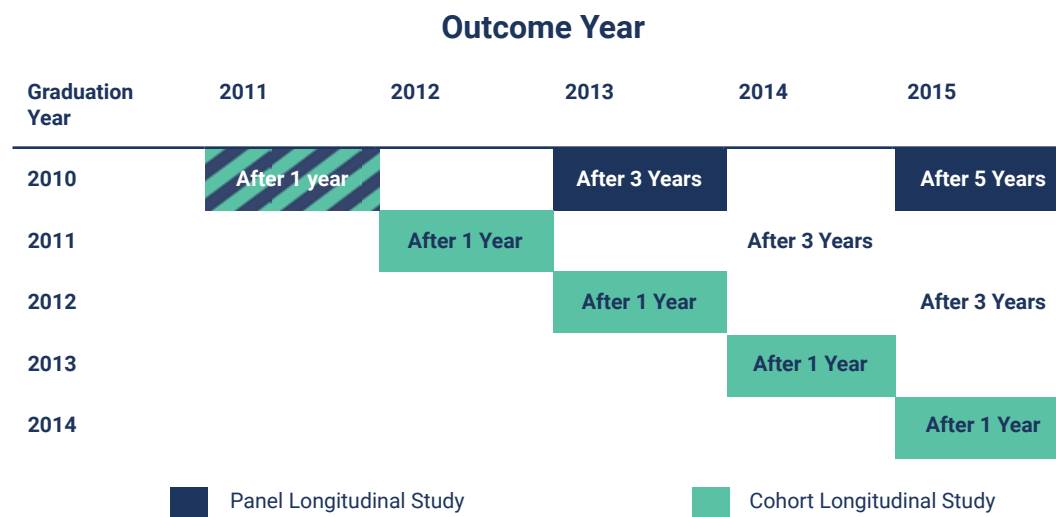 Outcome Year
Graduation Year 2011 2012 2013 2014 2015
2010 After 1 year After 3 Years After 5 Years
2011 After 1 Year After 3 Years
2012 After 1 Year After 3 Years
2013 After 1 Year
2014 After 1 Year
Panel Longitudinal Study Cohort Longitudinal Study